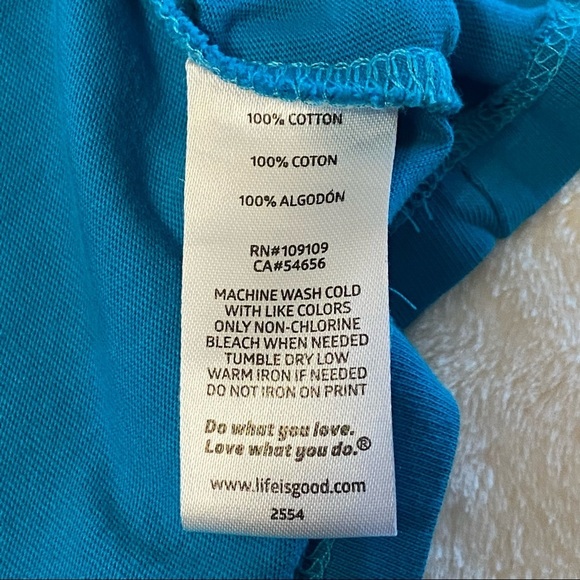 100% COTTON
100% COTON
100% ALGODÓN
RN#109109
CA#54656
MACHINE WASH COLD
WITH LIKE COLORS
ONLY NON-CHLORINE
BLEACH WHEN NEEDED
TUMBLE DRY LOW
WARM IRON IF NEEDED
DO NOT IRON ON PRINT
Do what you love.
Love what you do.®
www.lifeisgood.com
2554